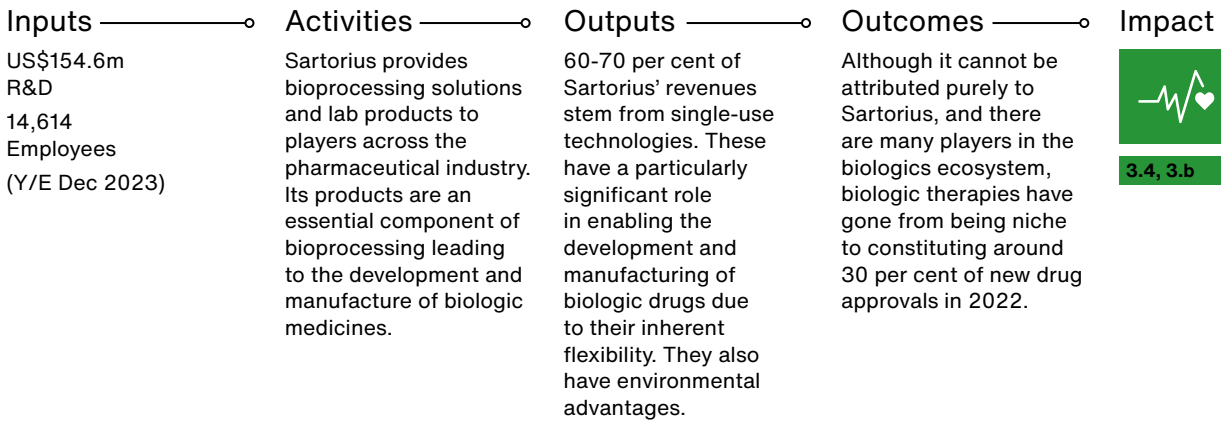 Inputs
US$154.6m
R&D
14,614
Employees
(Y/E Dec 2023)
Activities
Sartorius provides
bioprocessing solutions
and lab products to
players across the
pharmaceutical industry.
Its products are an
essential component of
bioprocessing leading
to the development and
manufacture of biologic
medicines.
Outputs
60-70 per cent of
Sartorius’ revenues
stem from single-use
technologies. These
have a particularly
significant role
in enabling the
development and
manufacturing of
biologic drugs due
to their inherent
flexibility. They also
have environmental
advantages.
Outcomes
Although it cannot be
attributed purely to
Sartorius, and there
are many players in the
biologics ecosystem,
biologic therapies have
gone from being niche
to constituting around
30 per cent of new drug
approvals in 2022.
Impact
3.4, 3.b